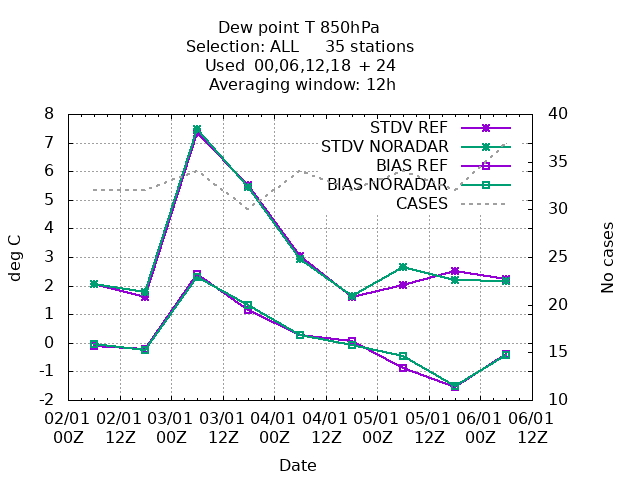 Dew point T 850hPa
Selection: ALL 35 stations
Used 00,06,12,18 + 24
Averaging window: 12h
8
7
6
5
4
3
2
1
0
-1
-2
deg C
40
35
30
25
20
15
10
No cases
STDV REF
STDV NORADAR
BIAS REF
BIAS NORADAR
CASES
02/01 02/01 03/01 03/01 04/01 04/01 05/01 05/01 06/01 06/01
00Z 12Z 00Z 12Z 00Z 12Z 00Z 12Z 00Z 12Z
Date